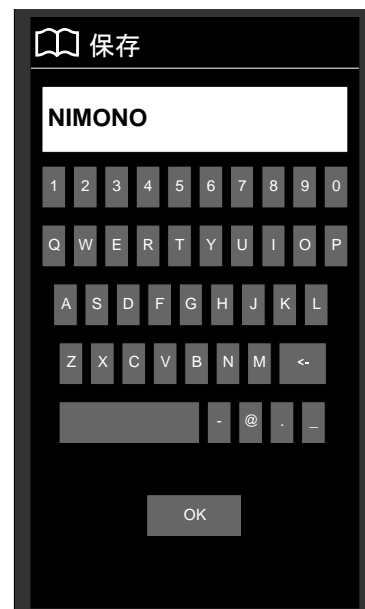 保存
NIMONO
1 2 3 4 5 6 7 8 9 0
Q W E R T Y U I O P
A S D F G H J K L
Z X C V B N M <-
- @ . _
OK